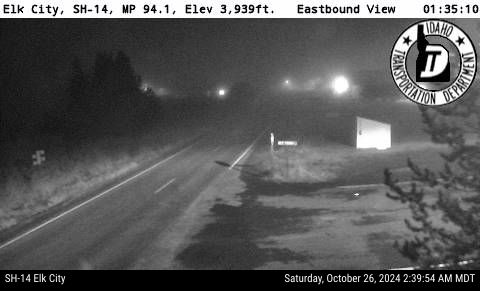 Elk City, SH-14, MP 94.1, Elev 3,939ft. Eastbound View 01:35:10
IDAHO
TRANSPORTATION DEPARTMENT
SH-14 Elk City Saturday, October 26, 2024 2:39:54 AM MDT